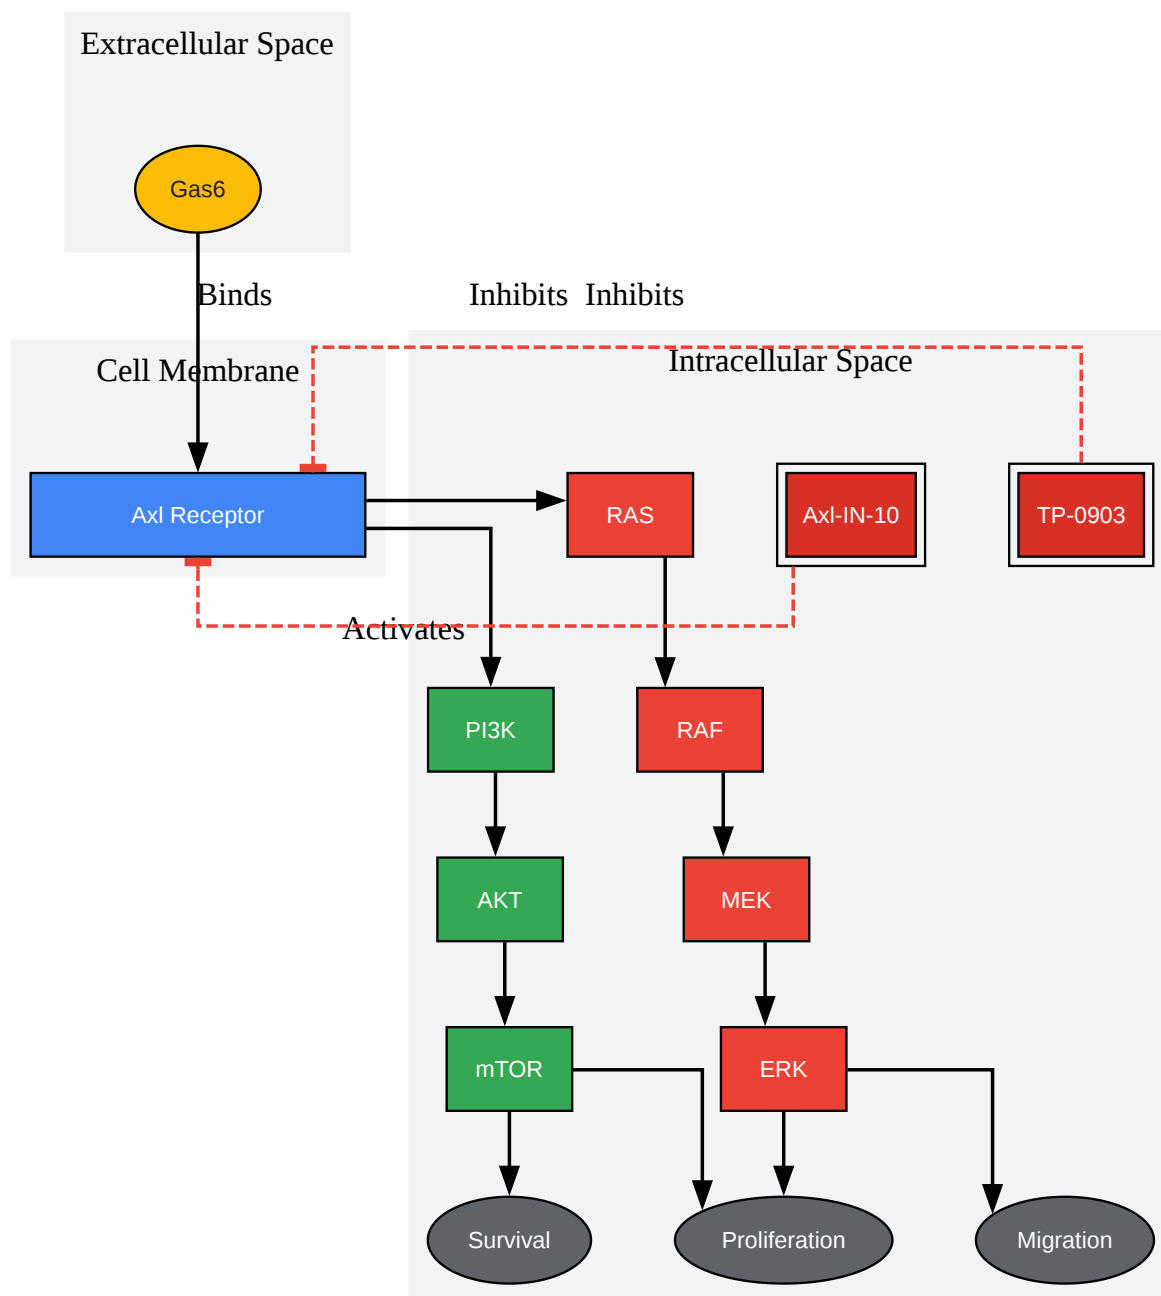 Extracellular Space
Gas6
Binds
Inhibits
Inhibits
Cell Membrane
Intracellular Space
Axl Receptor
RAS
Axl-IN-10
TP-0903
Activates
PI3K
RAF
AKT
MEK
mTOR
ERK
Survival
Proliferation
Migration